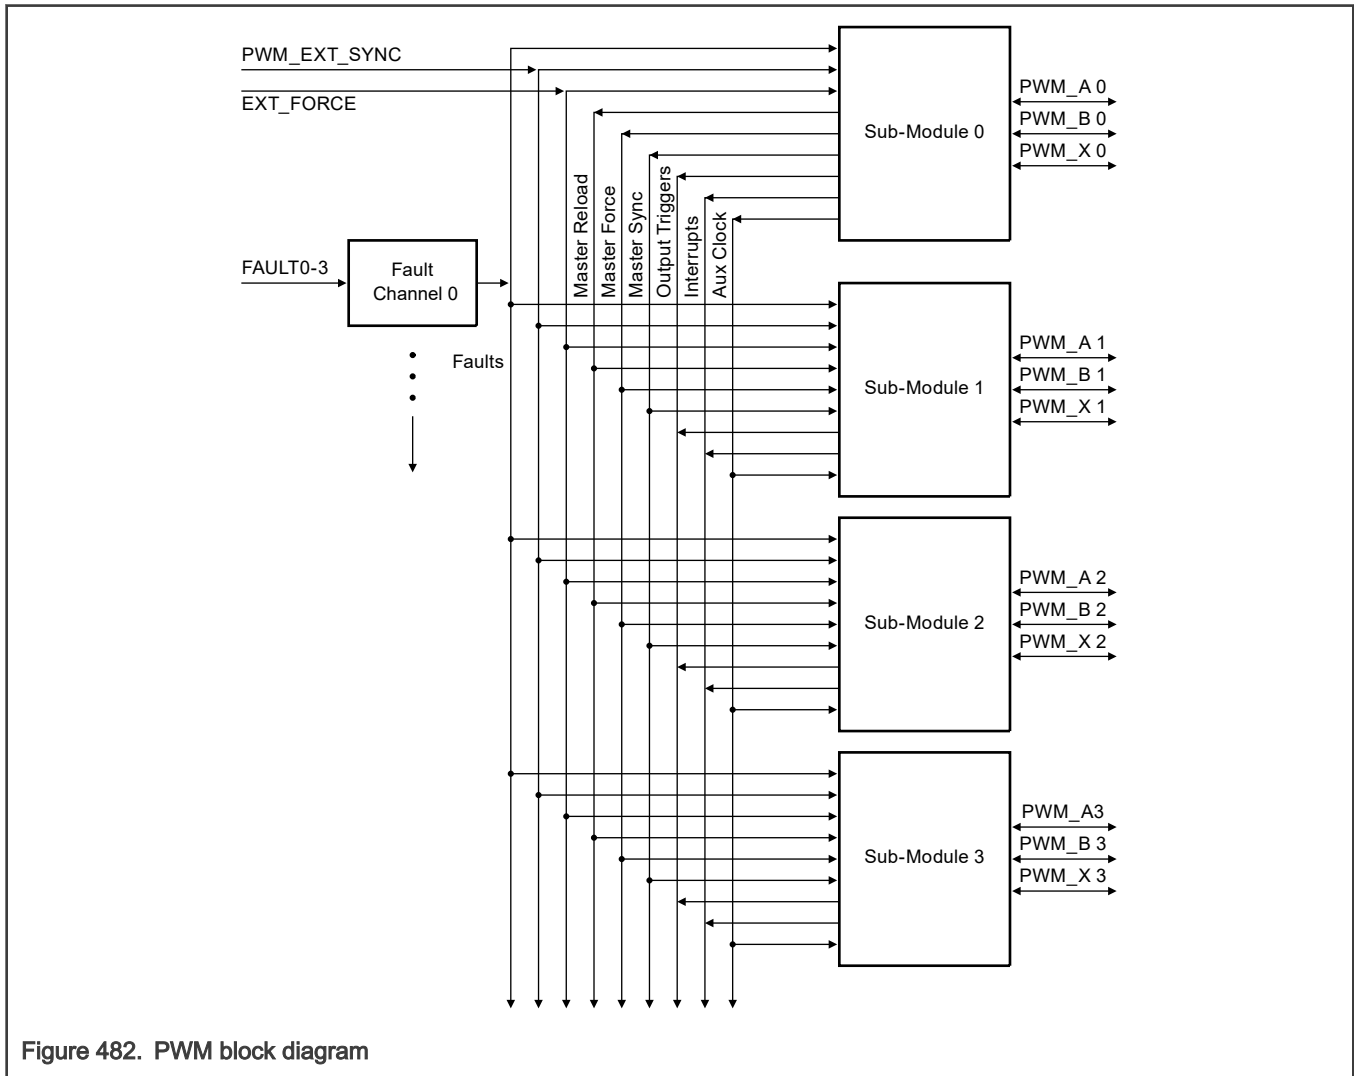 PWM_EXT_SYNC
EXT_FORCE
PWM_A 0
PWM_B 0
PWM_X 0
Sub-Module 0
Master Reload
Master Force
Master Sync
Output Triggers
Interrupts
Aux Clock
FAULT0-3
Fault
Channel 0
Faults
PWM_A 1
PWM_B 1
PWM_X 1
Sub-Module 1
PWM_A 2
PWM_B 2
PWM_X 2
Sub-Module 2
PWM_A3
PWM_B 3
PWM_X 3
Sub-Module 3
Figure 482. PWM block diagram